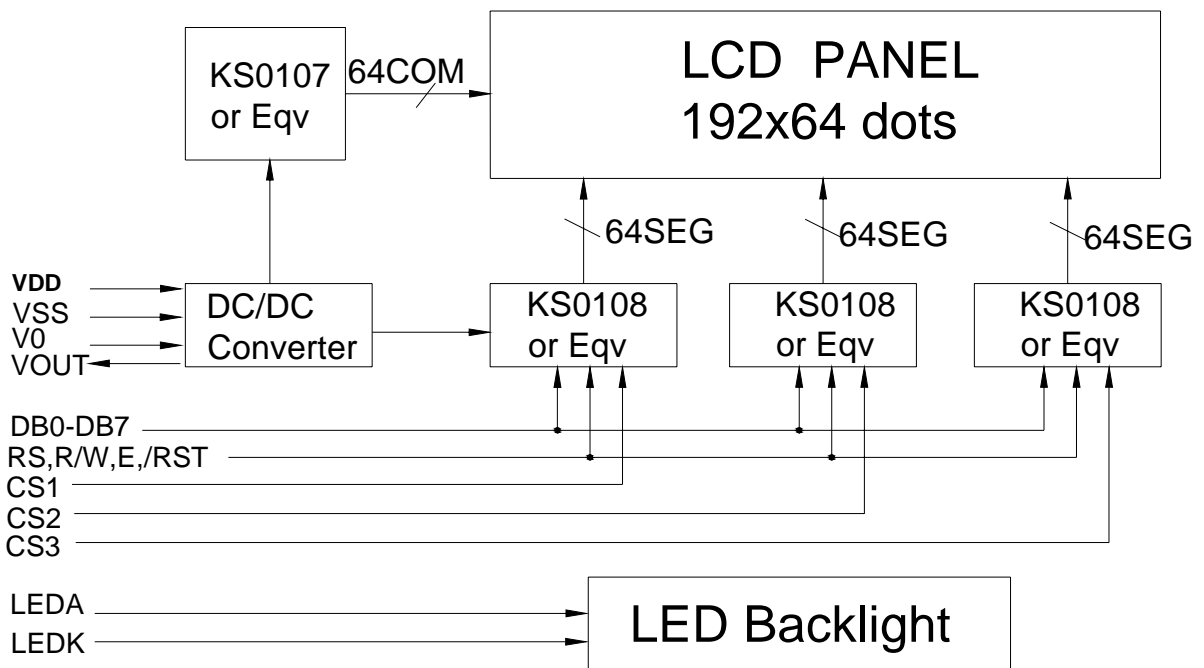 KS0107
or Eqv
64COM
LCD PANEL
192x64 dots
64SEG
64SEG
64SEG
VDD
VSS
V0
VOUT
DC/DC
Converter
KS0108
or Eqv
KS0108
or Eqv
KS0108
or Eqv
DB0-DB7
RS,R/W,E,/RST
CS1
CS2
CS3
LEDA
LEDK
LED Backlight